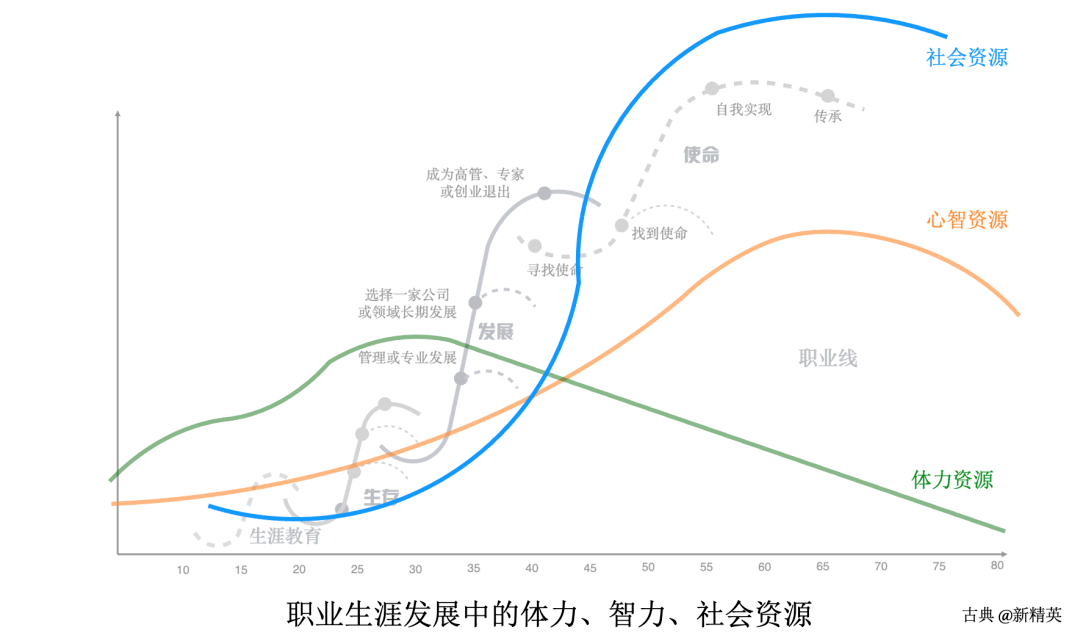 社会资源
自我实现
传承
使命
成为高管、专家
或创业退出
心智资源
找到使命
寻找使命
选择一家公司
或领域长期发展
发展
管理或专业发展
职业线
体力资源
生存
生涯教育
10 15 20 25 30 35 40 45 50 55 60 65 70 75 80
职业生涯发展中的体力、智力、社会资源
古典 @新精英